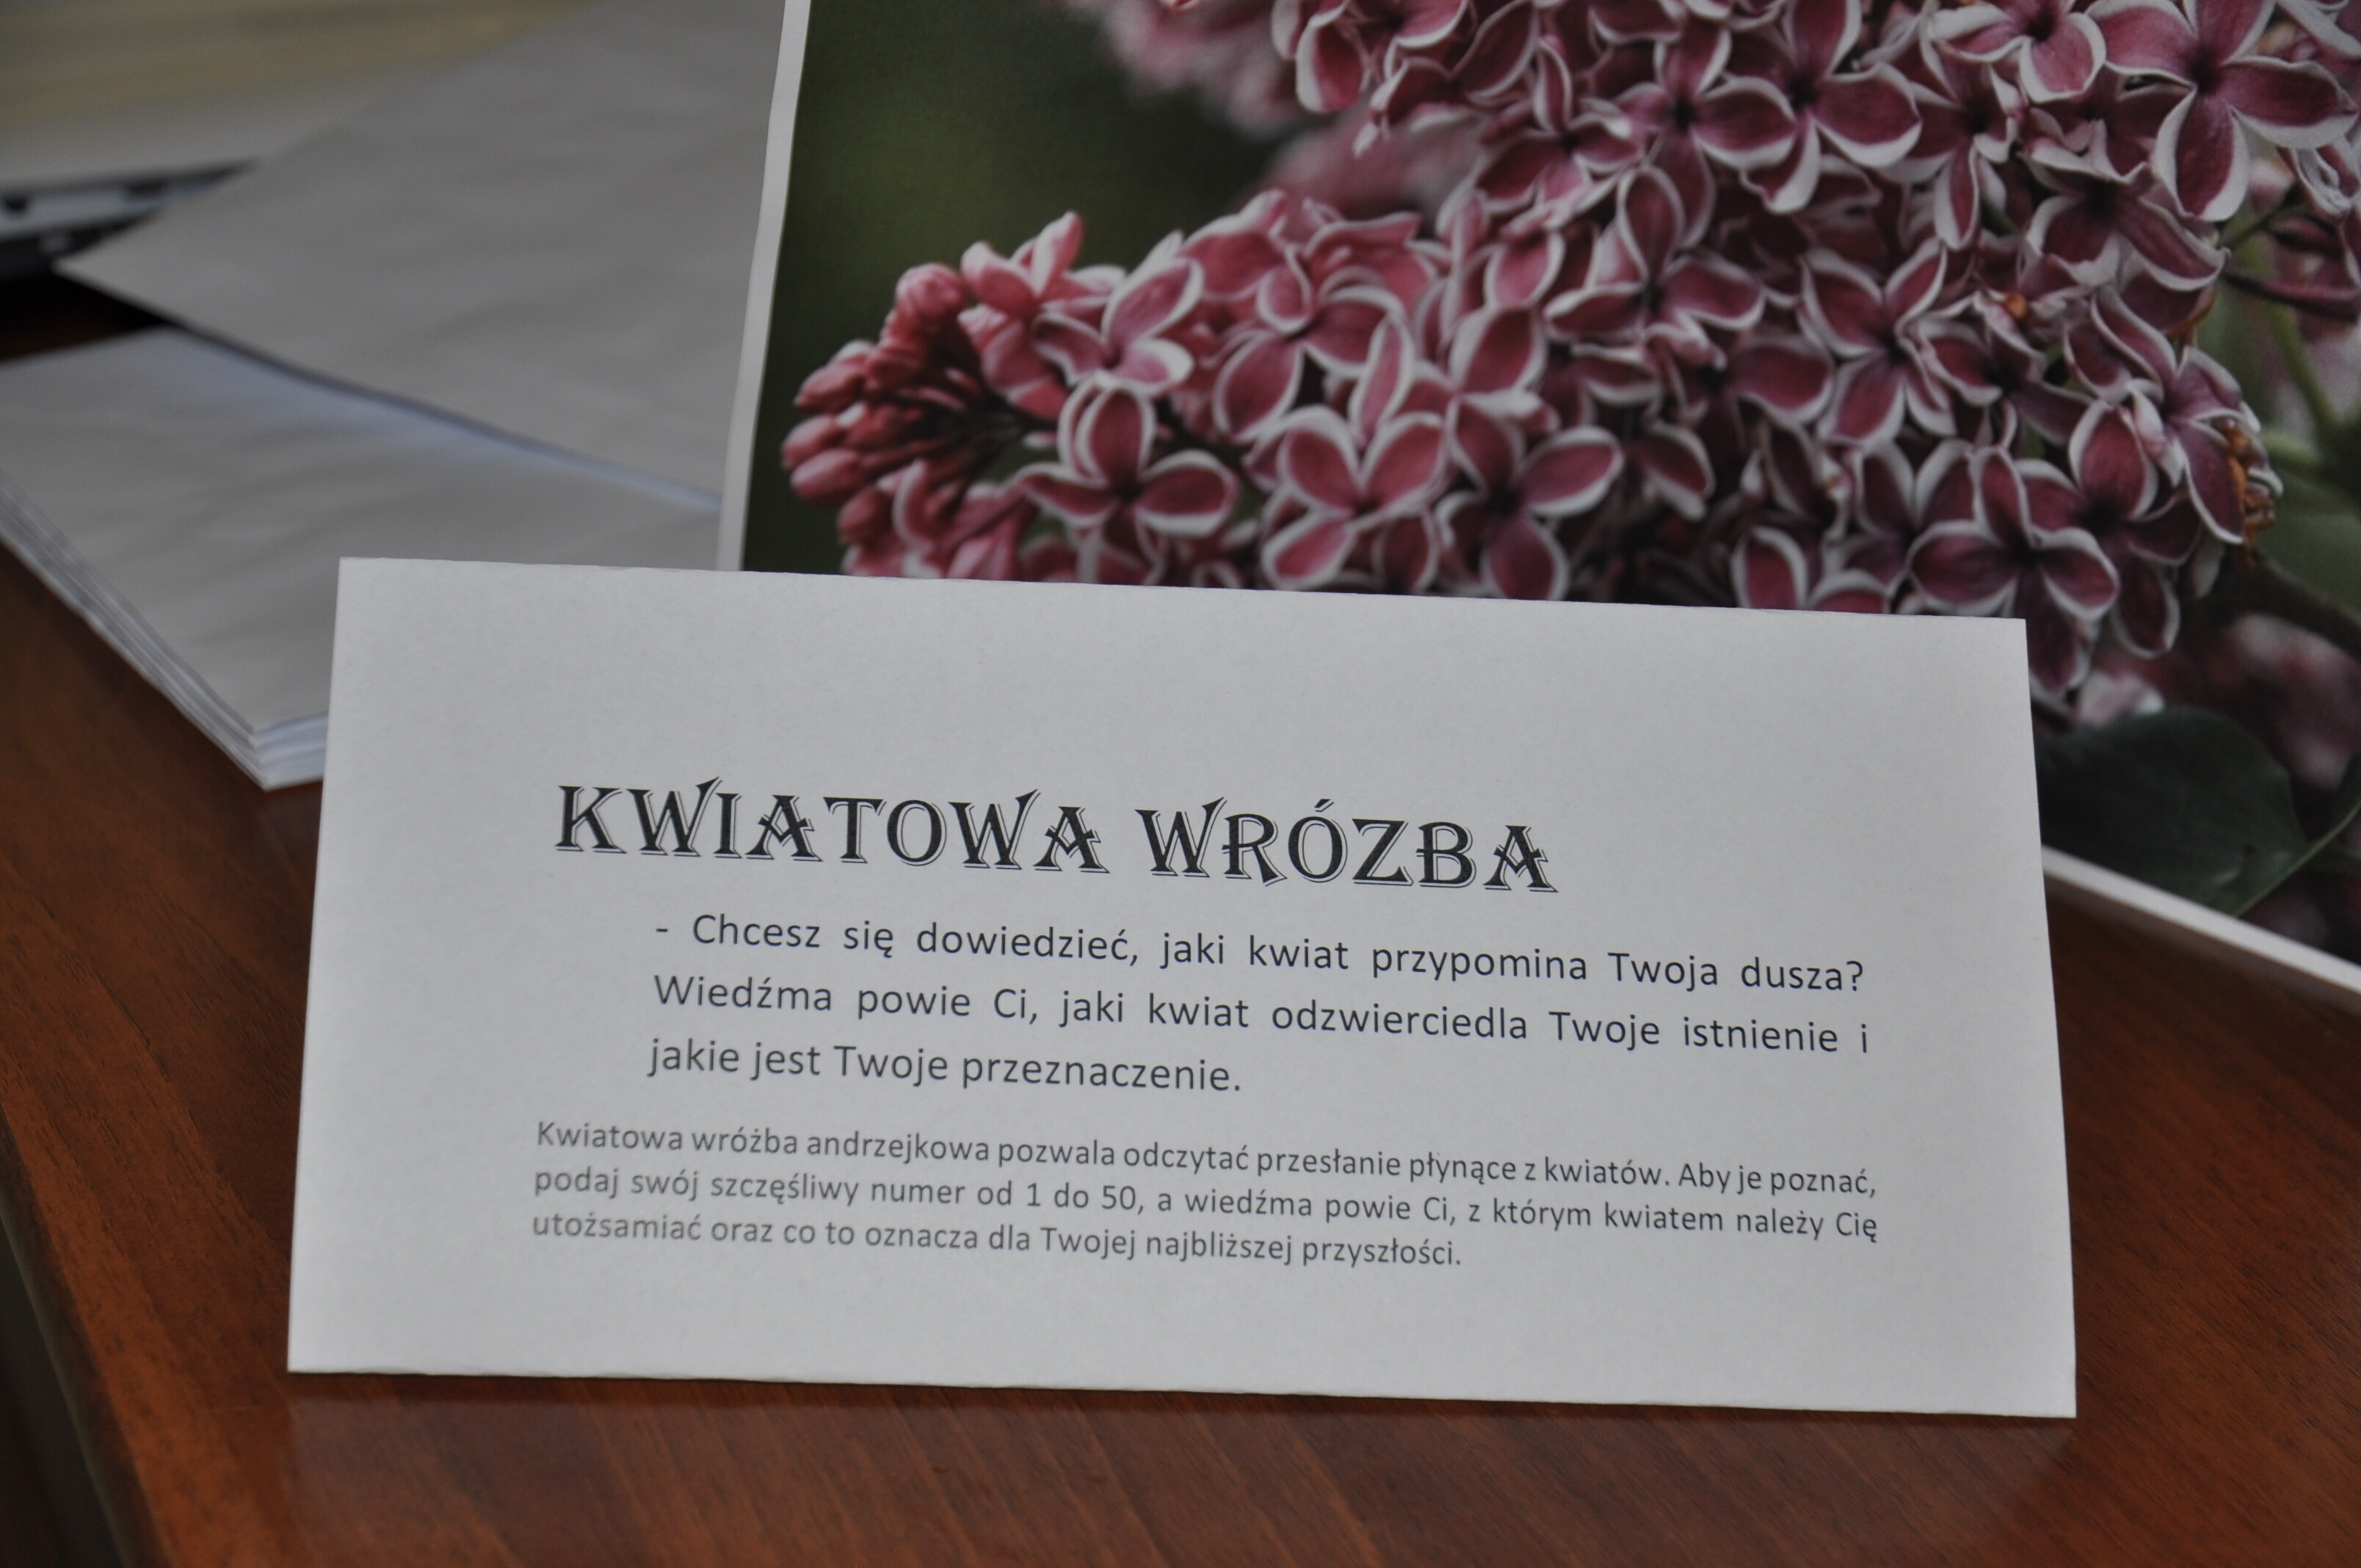 KWIATOWA WRÓZBA
- Chcesz się dowiedzieć, jaki kwiat przypomina Twoja dusza?
Wiedźma powie Ci, jaki kwiat odzwierciedla Twoje istnienie i
jakie jest Twoje przeznaczenie.
Kwiatowa wróżba andrzejkowa pozwala odczytać przesłanie płynące z kwiatów. Aby je poznać,
podaj swój szczęśliwy numer od 1 do 50, a wiedźma powie Ci, z którym kwiatem należy Cię
utożsamiać oraz co to oznacza dla Twojej najbliższej przyszłości.